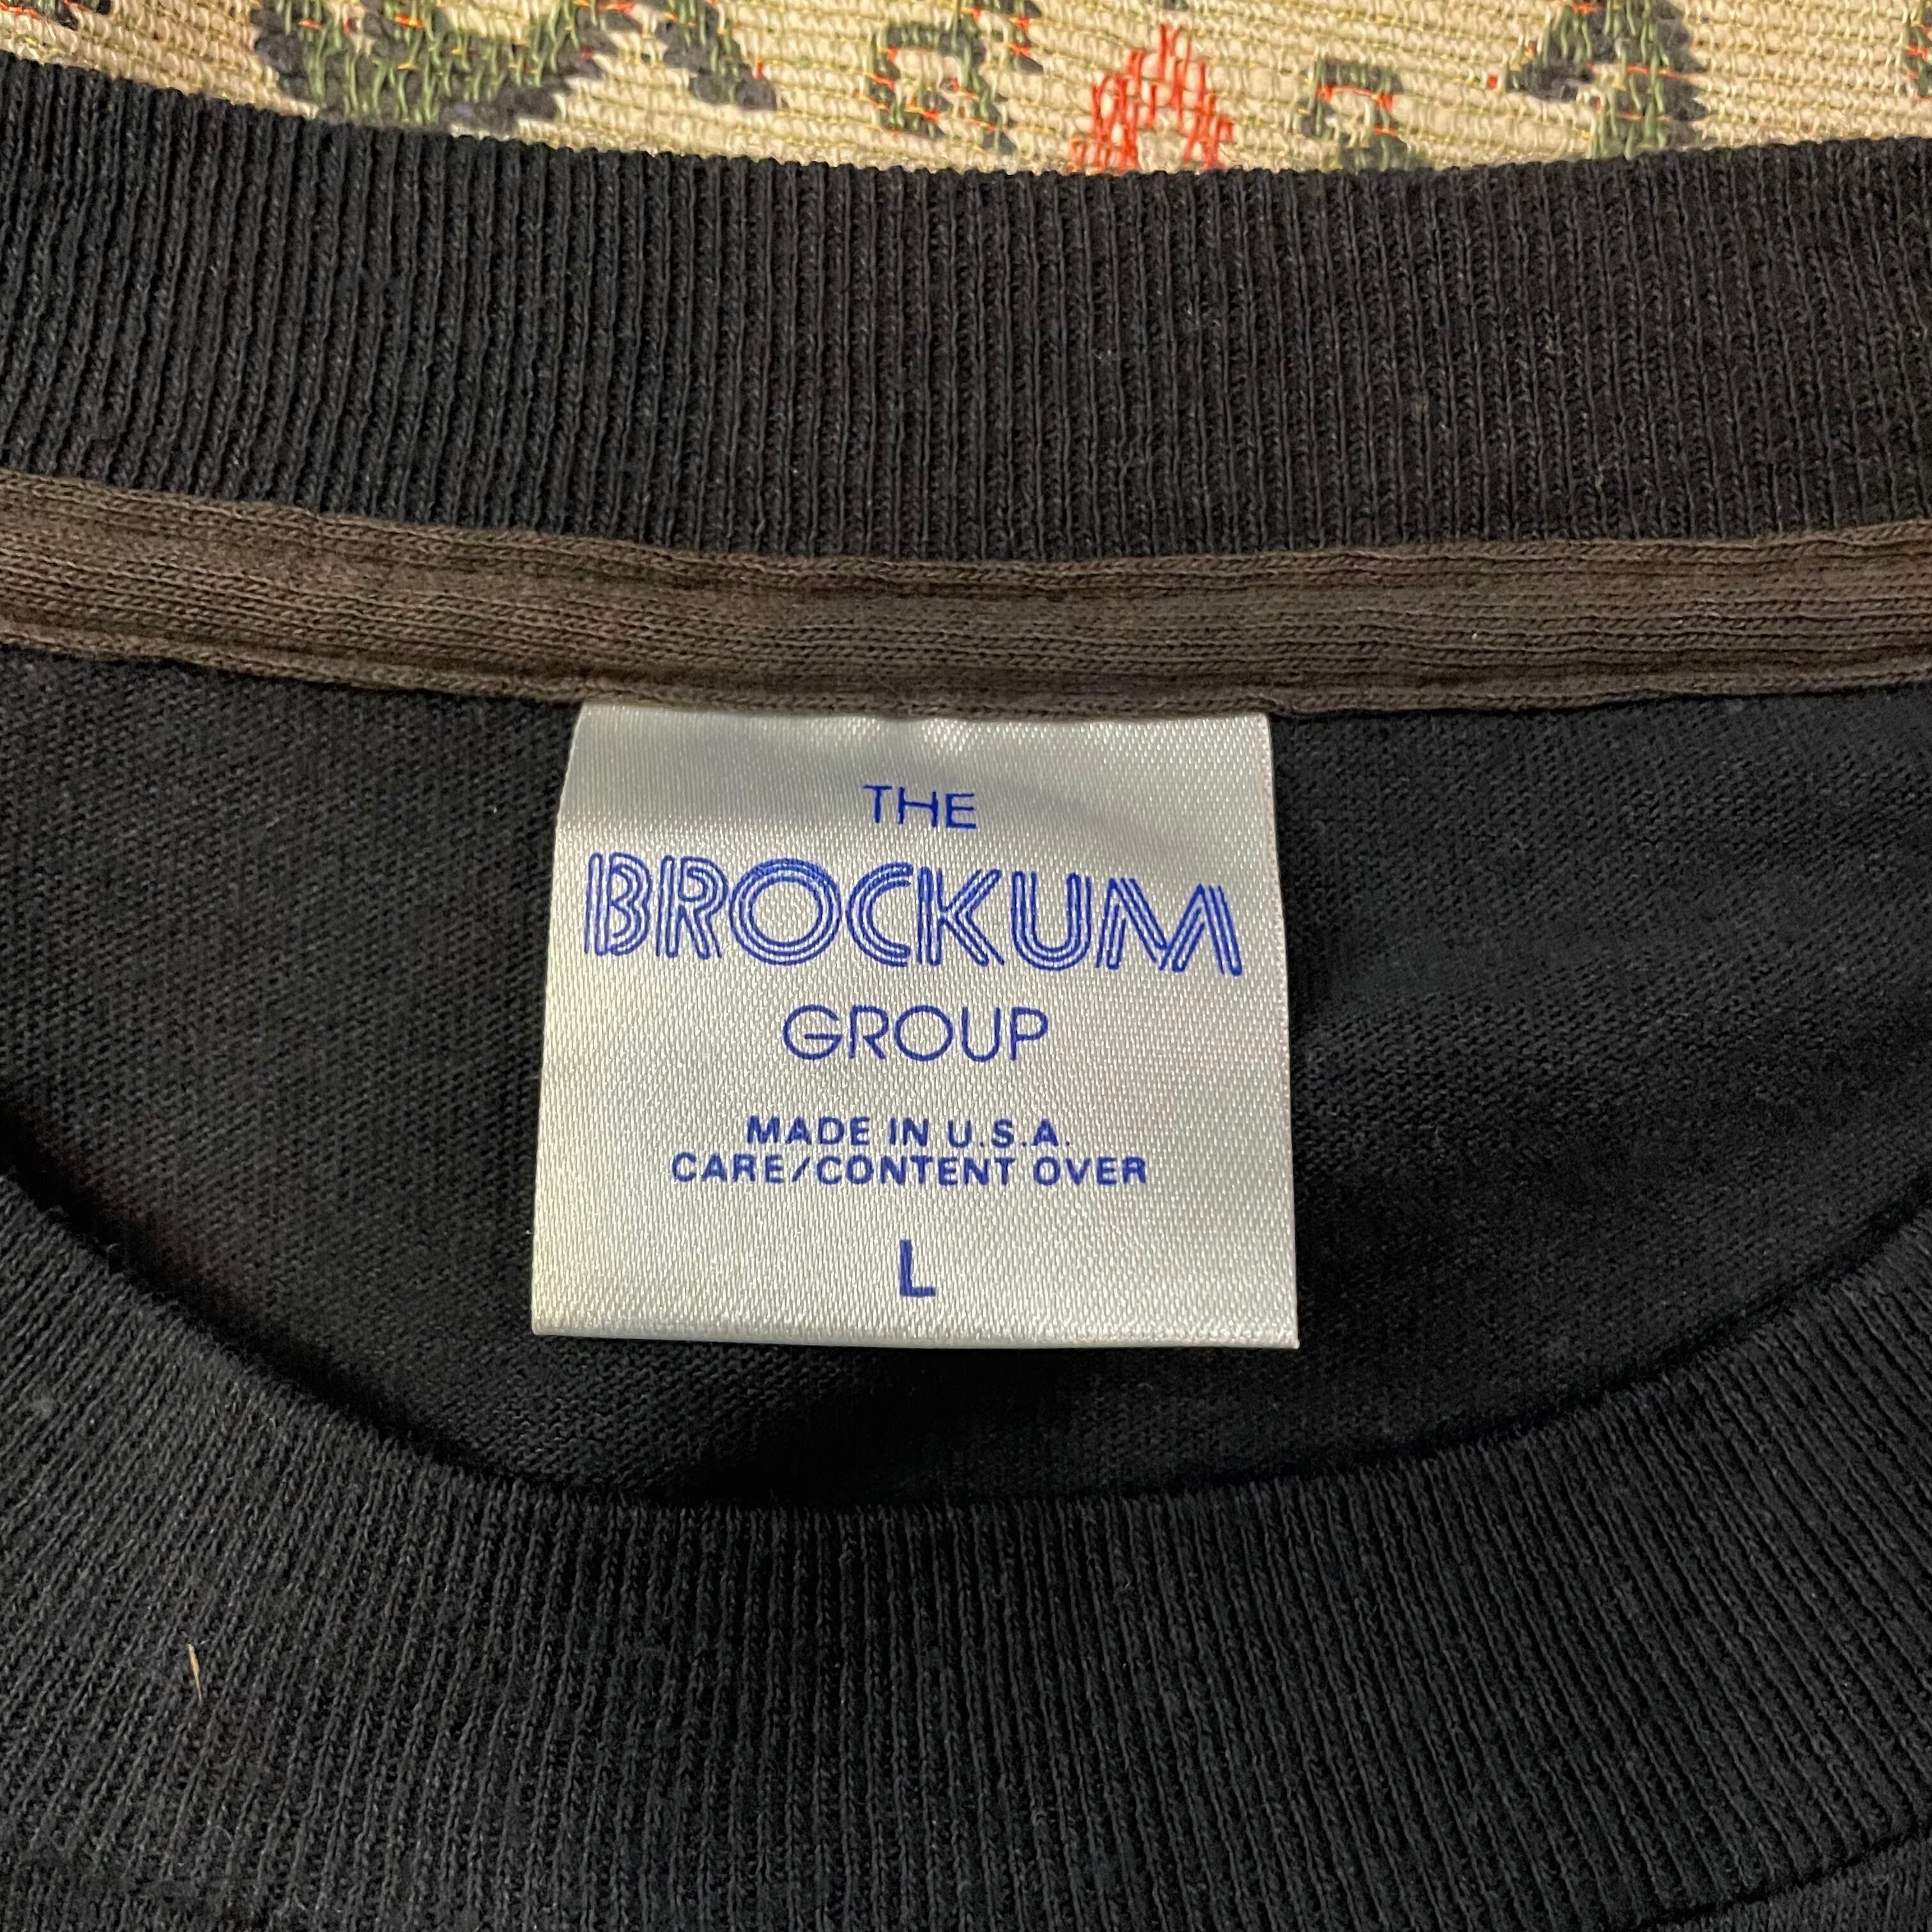 THE
BROCKUM
GROUP
MADE IN U.S.A.
CARE/CONTENT OVER
L